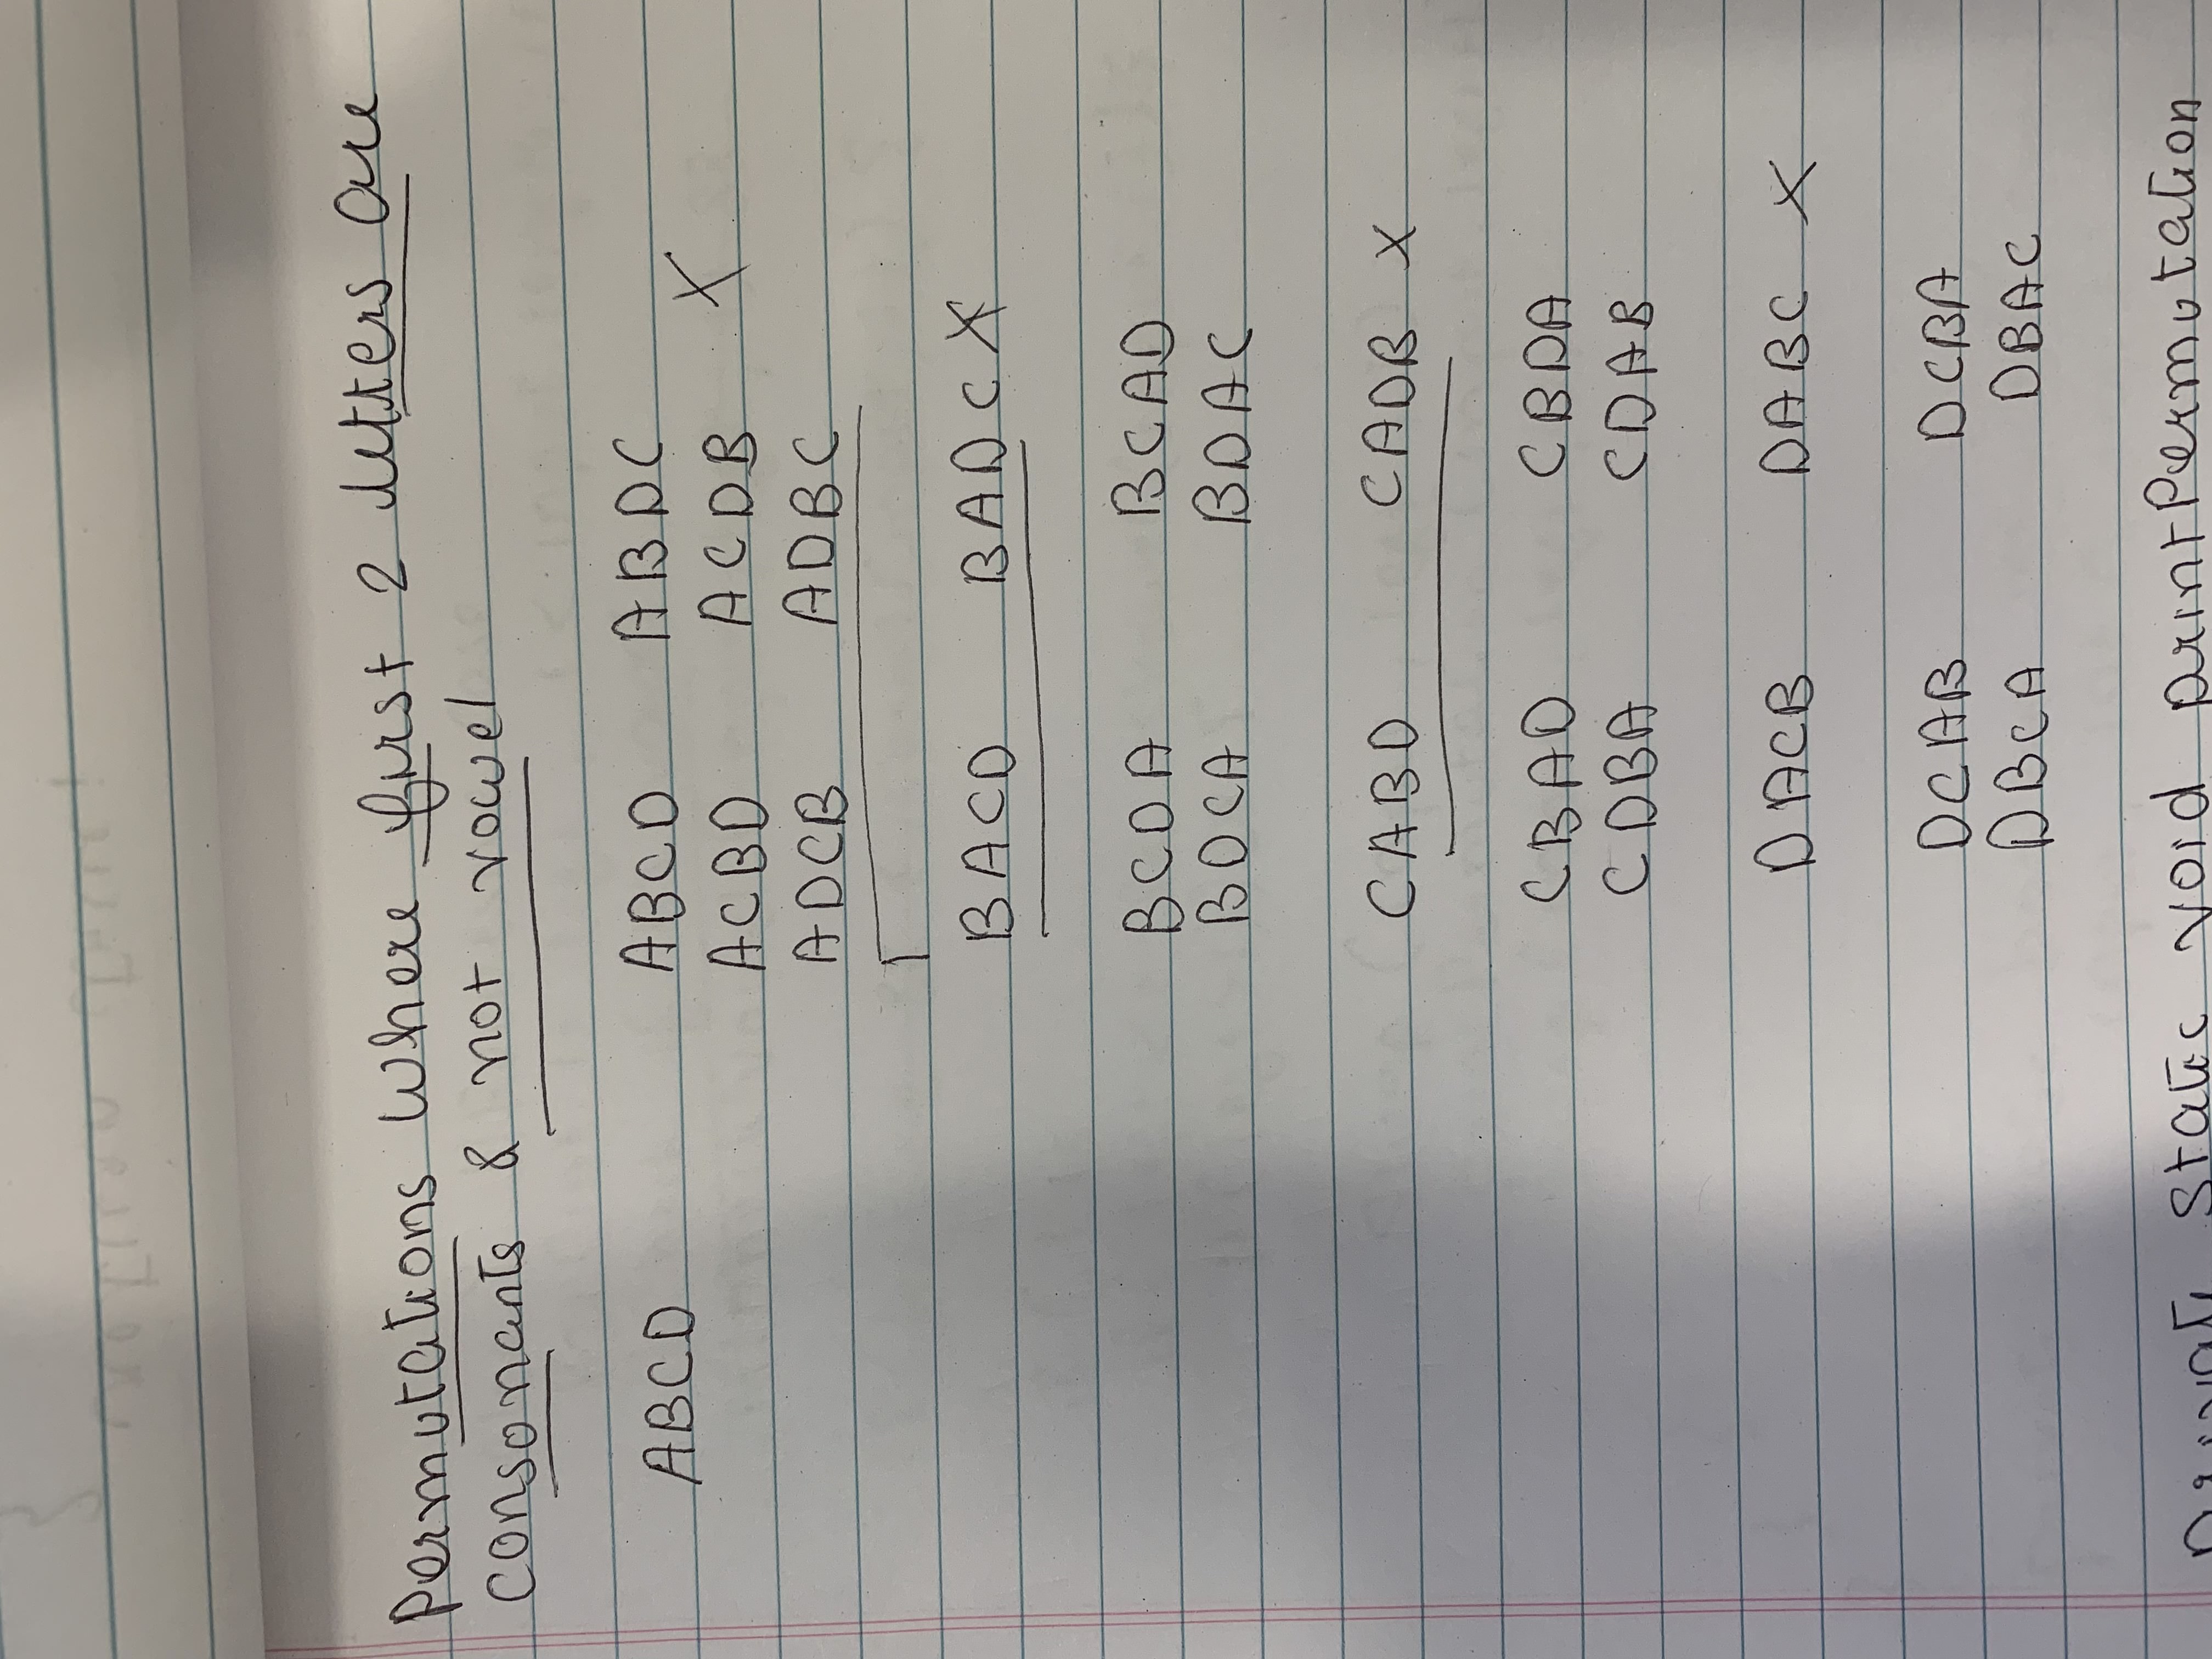 Permutations where first 2 letters are
consonants & not vowel
ABCD ABCD ABDC
ACBD ACDB X
ADCB ADBC
BACD BADC X
BCDA BCAD
BDCA BDAC
CABD CADB X
CBAD CBDA
CDBA CDAB
DACB DABC X
DCAB DCBA
DBCA DBAC
Private static void printPermutation